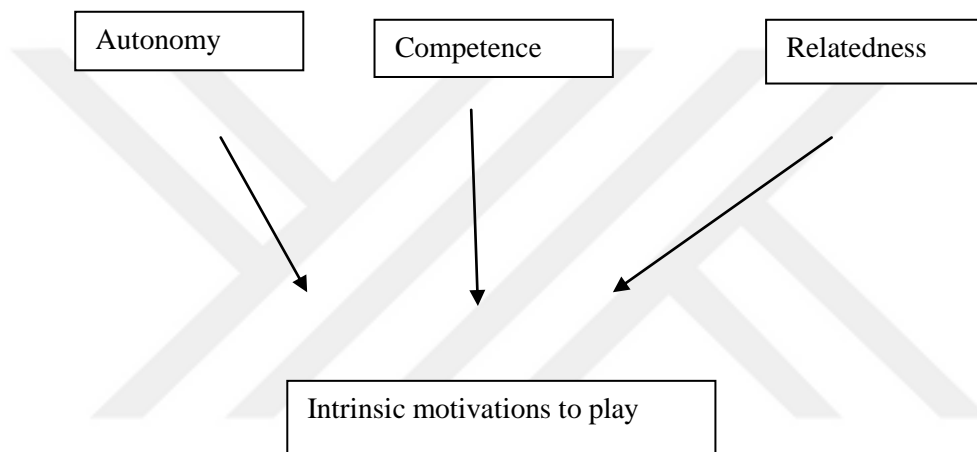 Autonomy
Competence
Relatedness
Intrinsic motivations to play